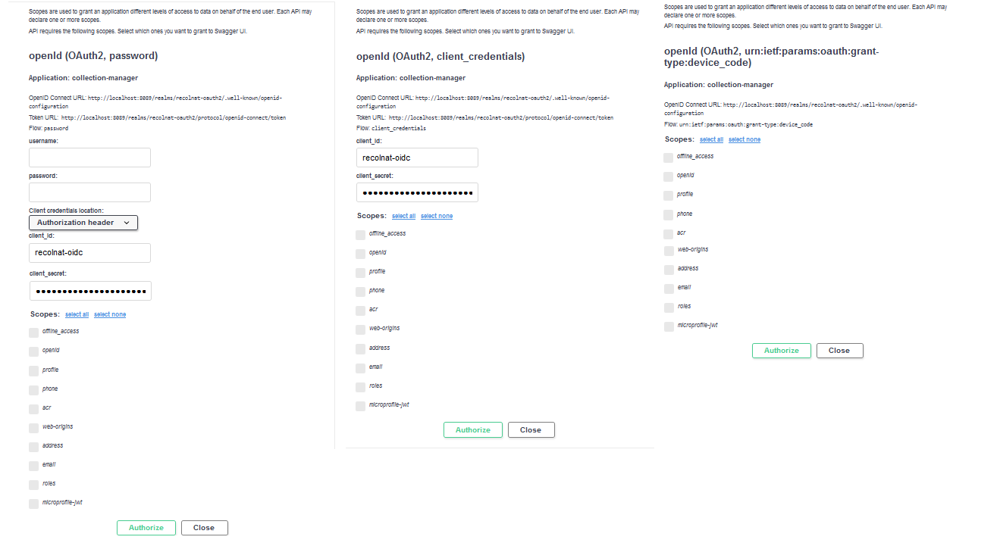 Scopes are used to grant an application different levels of access to data on behalf of the end user. Each API may
declare one or more scopes.
API requires the following scopes. Select which ones you want to grant to Swagger UI.
openId (OAuth2, password)
Application: collection-manager
OpenID Connect URL: http://localhost:8089/realms/recolnat-oauth2/.well-known/openid-
configuration
Token URL: http://localhost:8089/realms/recolnat-oauth2/protocol/openid-connect/token
Flow: password
username:
password:
Client credentials location:
Authorization header
client_id:
recolnat-oidc
client_secret:
Scopes: select all select none
offline_access
openid
profile
phone
acr
web-origins
address
email
roles
microprofile-jwt
Authorize Close
Scopes are used to grant an application different levels of access to data on behalf of the end user. Each API may
declare one or more scopes.
API requires the following scopes. Select which ones you want to grant to Swagger UI.
openId (OAuth2, client_credentials)
Application: collection-manager
OpenID Connect URL: http://localhost:8089/realms/recolnat-oauth2/.well-known/openid-
configuration
Token URL: http://localhost:8089/realms/recolnat-oauth2/protocol/openid-connect/token
Flow: client_credentials
client_id:
recolnat-oidc
client_secret:
Scopes: select all select none
offline_access
openid
profile
phone
acr
web-origins
address
email
roles
microprofile-jwt
Authorize Close
Scopes are used to grant an application different levels of access to data on behalf of the end user. Each API may
declare one or more scopes.
API requires the following scopes. Select which ones you want to grant to Swagger UI.
openId (OAuth2, urn:ietf:params:oauth:grant-
type:device_code)
Application: collection-manager
OpenID Connect URL: http://localhost:8089/realms/recolnat-oauth2/.well-known/openid-
configuration
Flow: urn:ietf:params:oauth:grant-type:device_code
Scopes: select all select none
offline_access
openid
profile
phone
acr
web-origins
address
email
roles
microprofile-jwt
Authorize Close